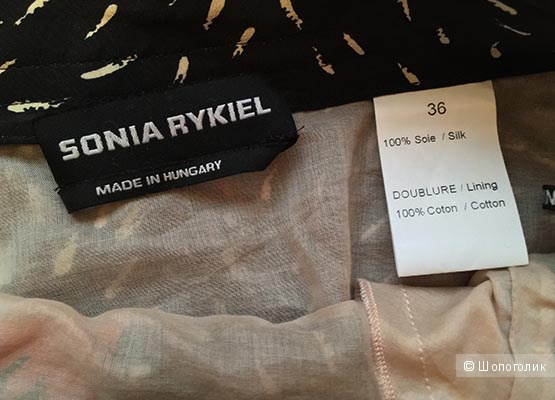 SONIA RYKIEL
MADE IN HUNGARY
36
100% Soie / Silk
DOUBLURE / Lining
100% Coton / Cotton
© Шопоголик